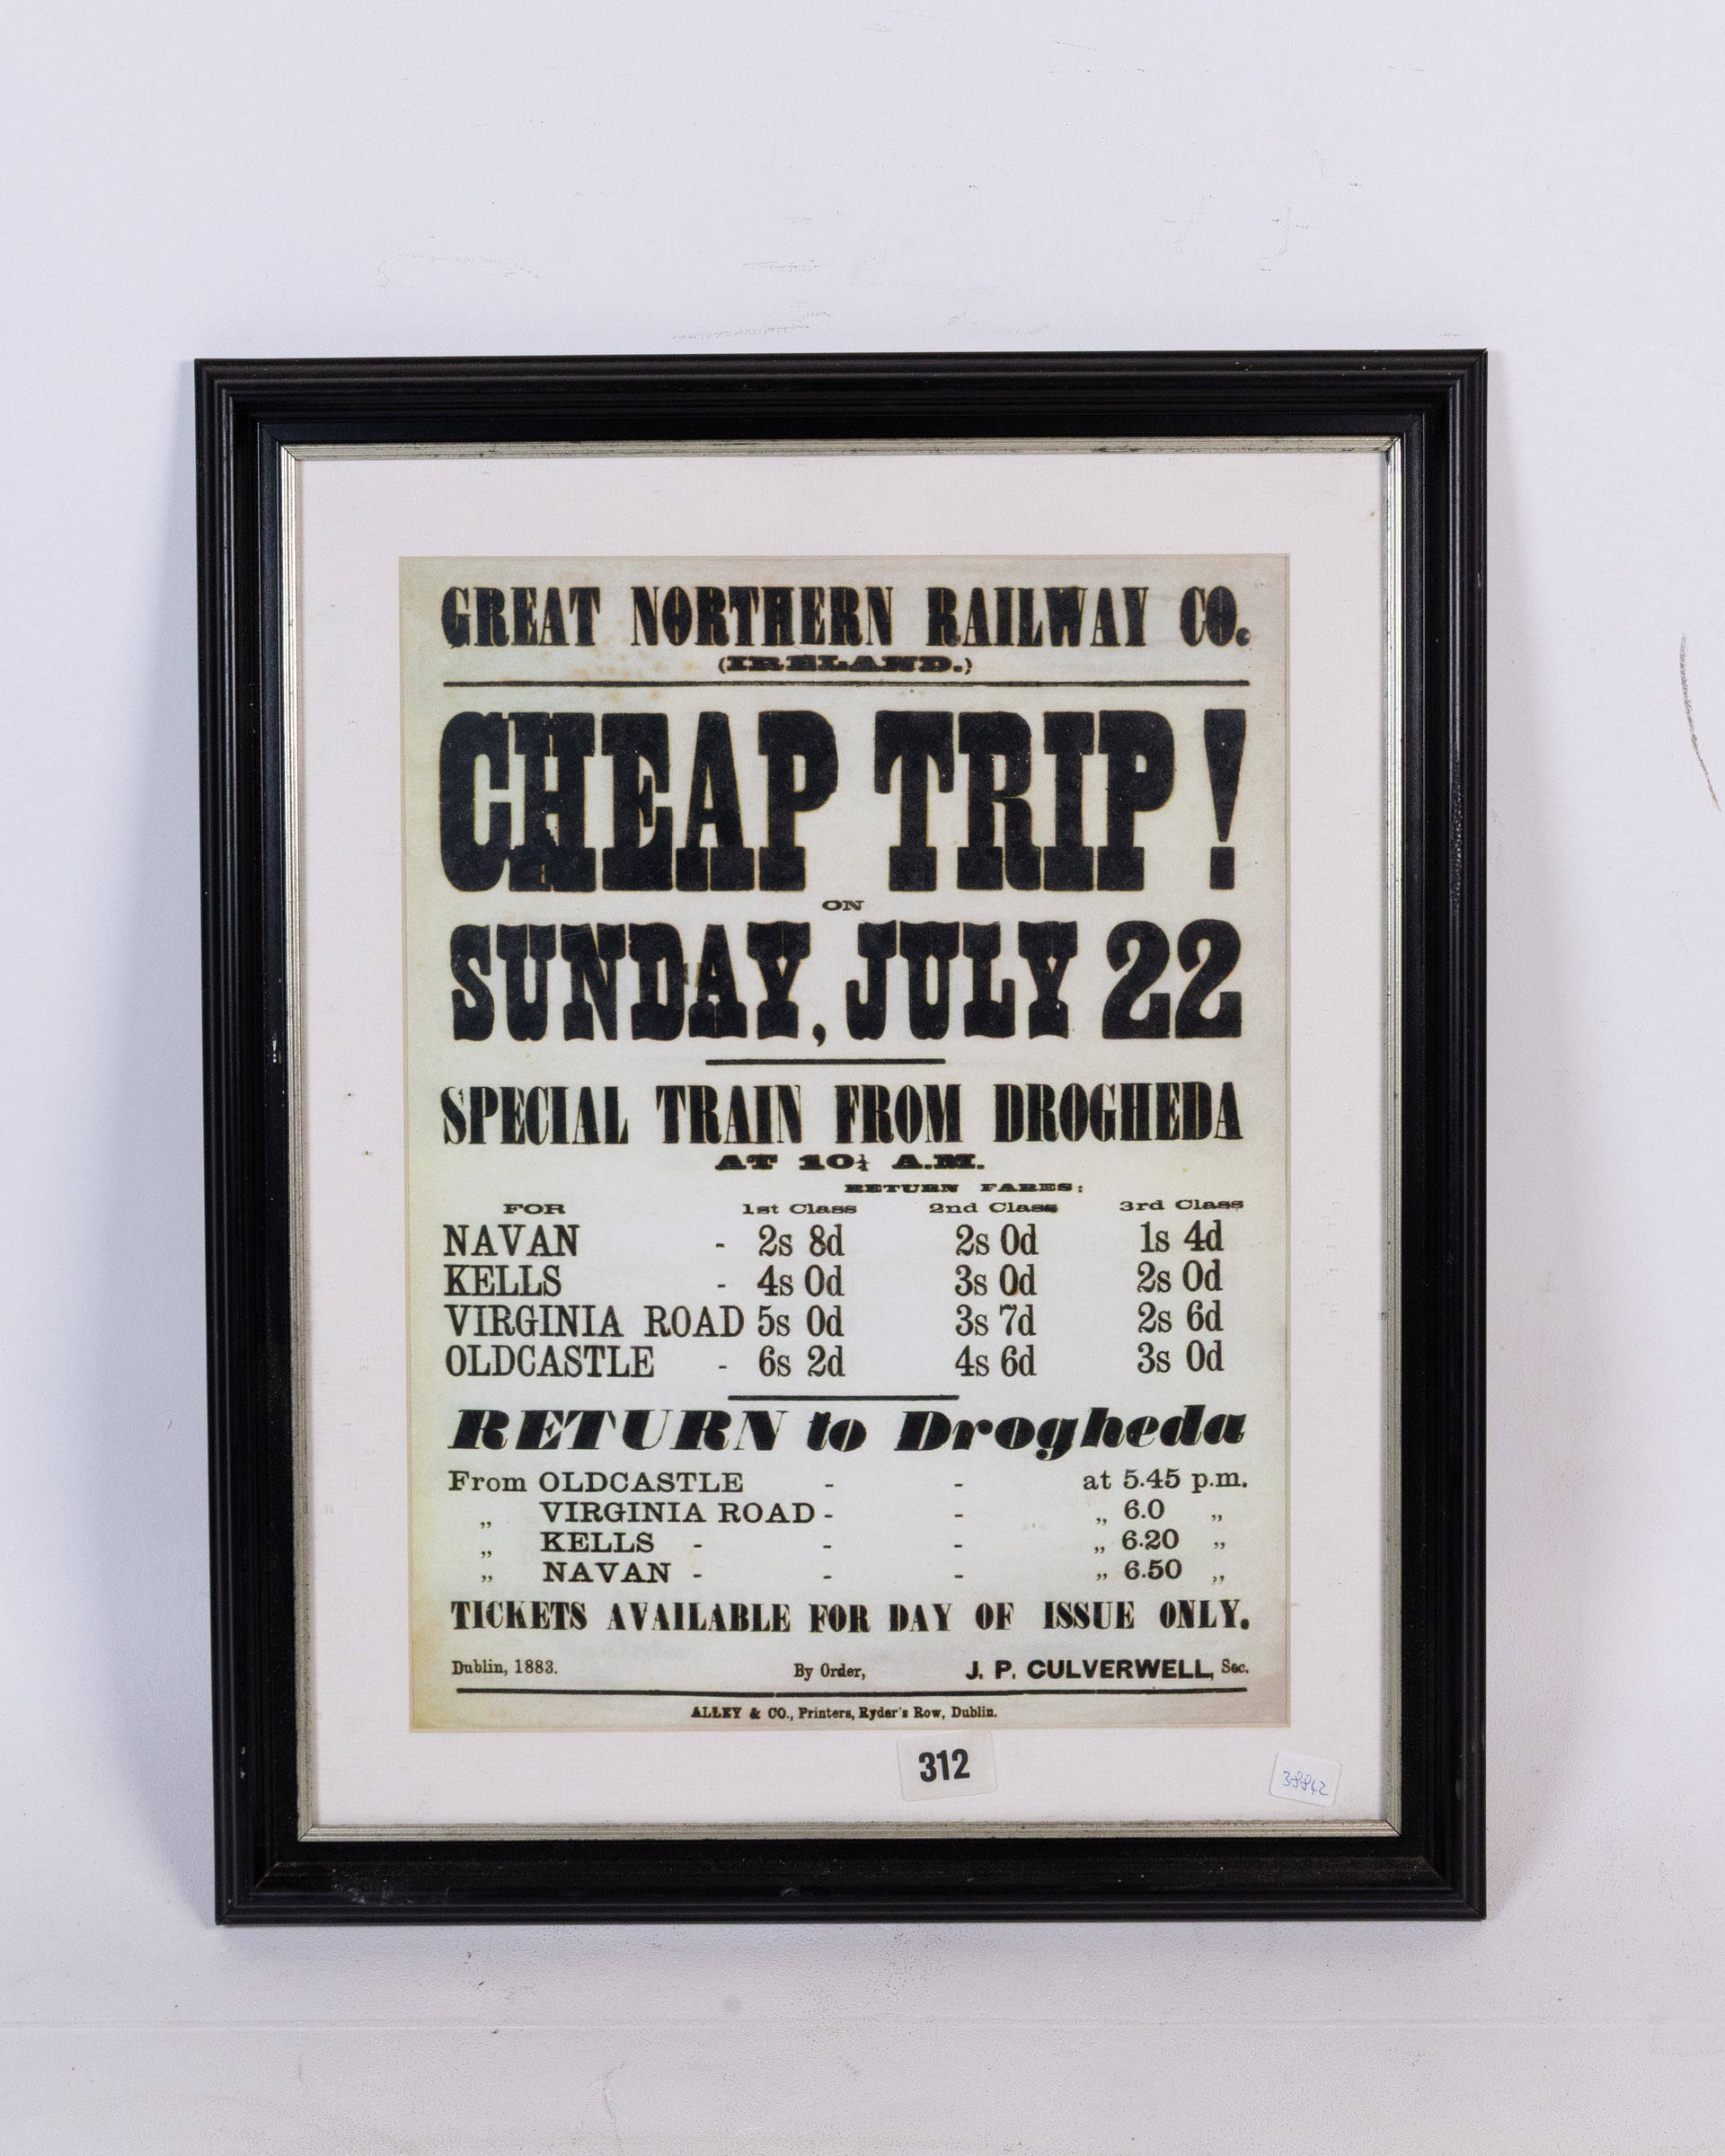 GREAT NORTHERN RAILWAY CO.
(IRELAND.)
CHEAP TRIP!
ON
SUNDAY, JULY 22
SPECIAL TRAIN FROM DROGHEDA
AT 10¼ A.M.
RETURN FARES:
FOR 1st Class 2nd Class 3rd Class
NAVAN - 2s 8d 2s 0d 1s 4d
KELLS - 4s 0d 3s 0d 2s 0d
VIRGINIA ROAD 5s 0d 3s 7d 2s 6d
OLDCASTLE - 6s 2d 4s 6d 3s 0d
RETURN to Drogheda
From OLDCASTLE - - at 5.45 p.m.
„ VIRGINIA ROAD - - „ 6.0 „
„ KELLS - - - „ 6.20 „
„ NAVAN - - - „ 6.50 „
TICKETS AVAILABLE FOR DAY OF ISSUE ONLY.
Dublin, 1883. By Order, J. P. CULVERWELL, Sec.
ALLEY & CO., Printers, Ryder's Row, Dublin.
312